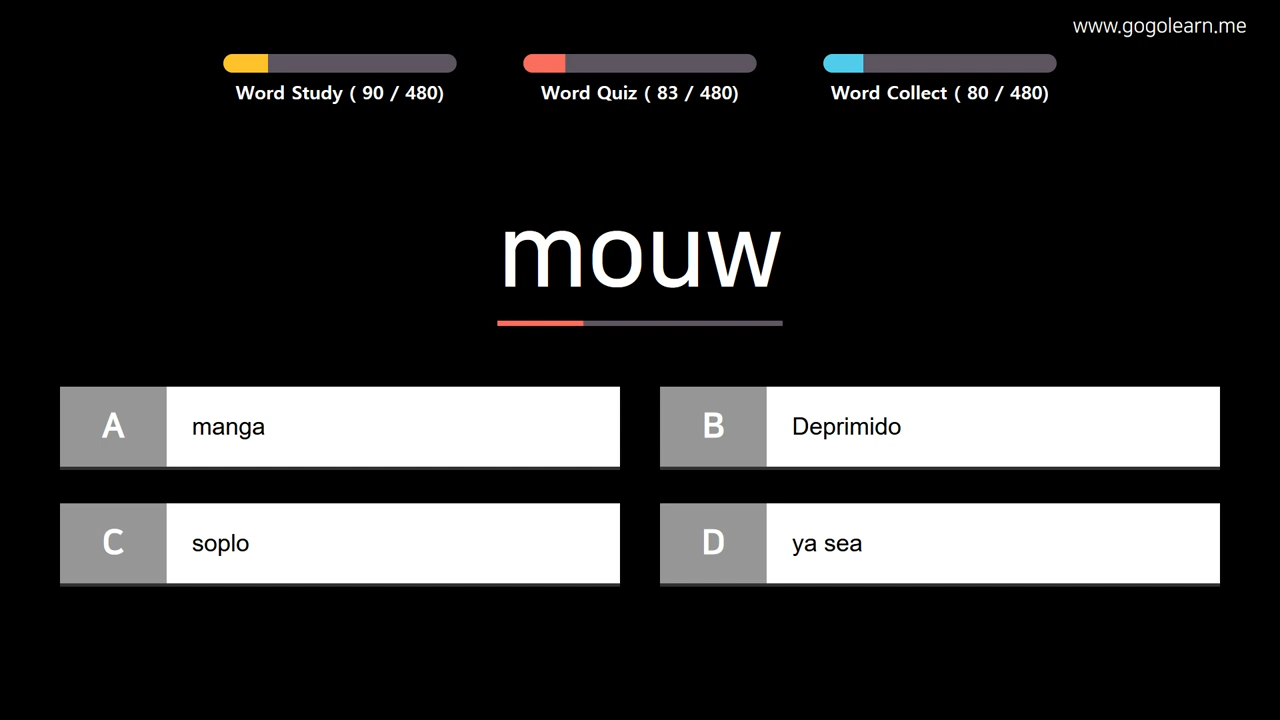 www.gogolearn.me
Word Study ( 90 / 480)
Word Quiz ( 83 / 480)
Word Collect ( 80 / 480)
mouw
A manga
B Deprimido
C soplo
D ya sea